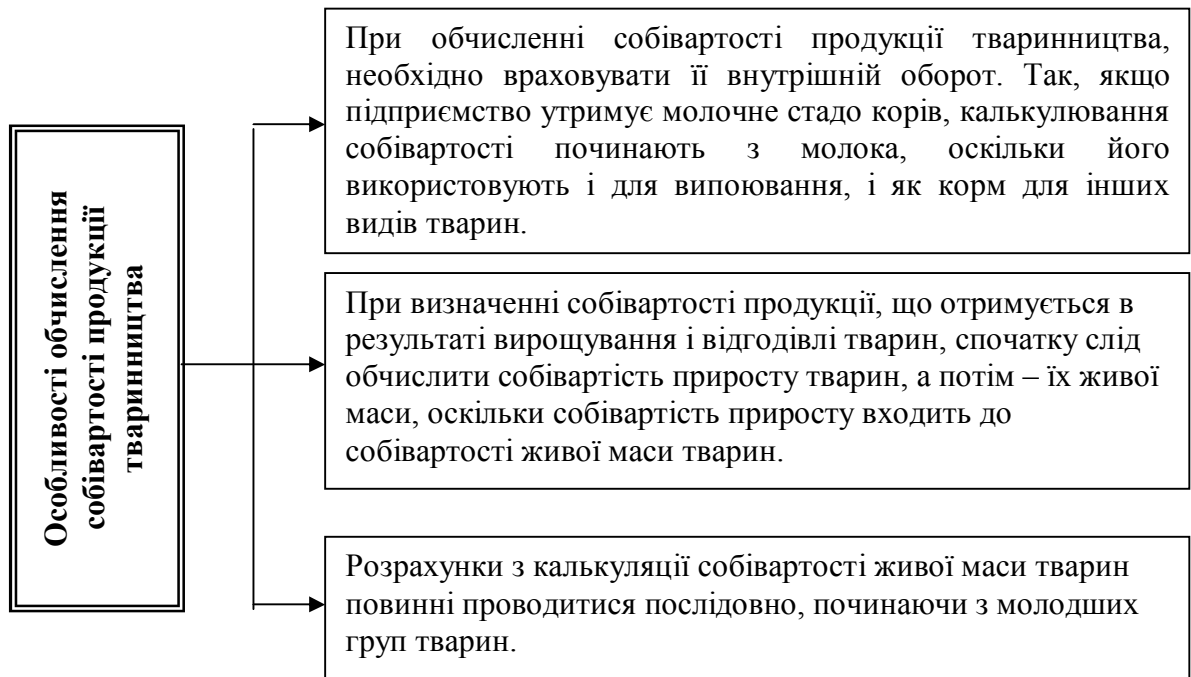 Особливості обчислення
собівартості продукції
тваринництва
При обчисленні собівартості продукції тваринництва,
необхідно враховувати її внутрішній оборот. Так, якщо
підприємство утримує молочне стадо корів, калькулювання
собівартості починають з молока, оскільки його
використовують і для випоювання, і як корм для інших
видів тварин.
При визначенні собівартості продукції, що отримується в
результаті вирощування і відгодівлі тварин, спочатку слід
обчислити собівартість приросту тварин, а потім – їх живої
маси, оскільки собівартість приросту входить до
собівартості живої маси тварин.
Розрахунки з калькуляції собівартості живої маси тварин
повинні проводитися послідовно, починаючи з молодших
груп тварин.